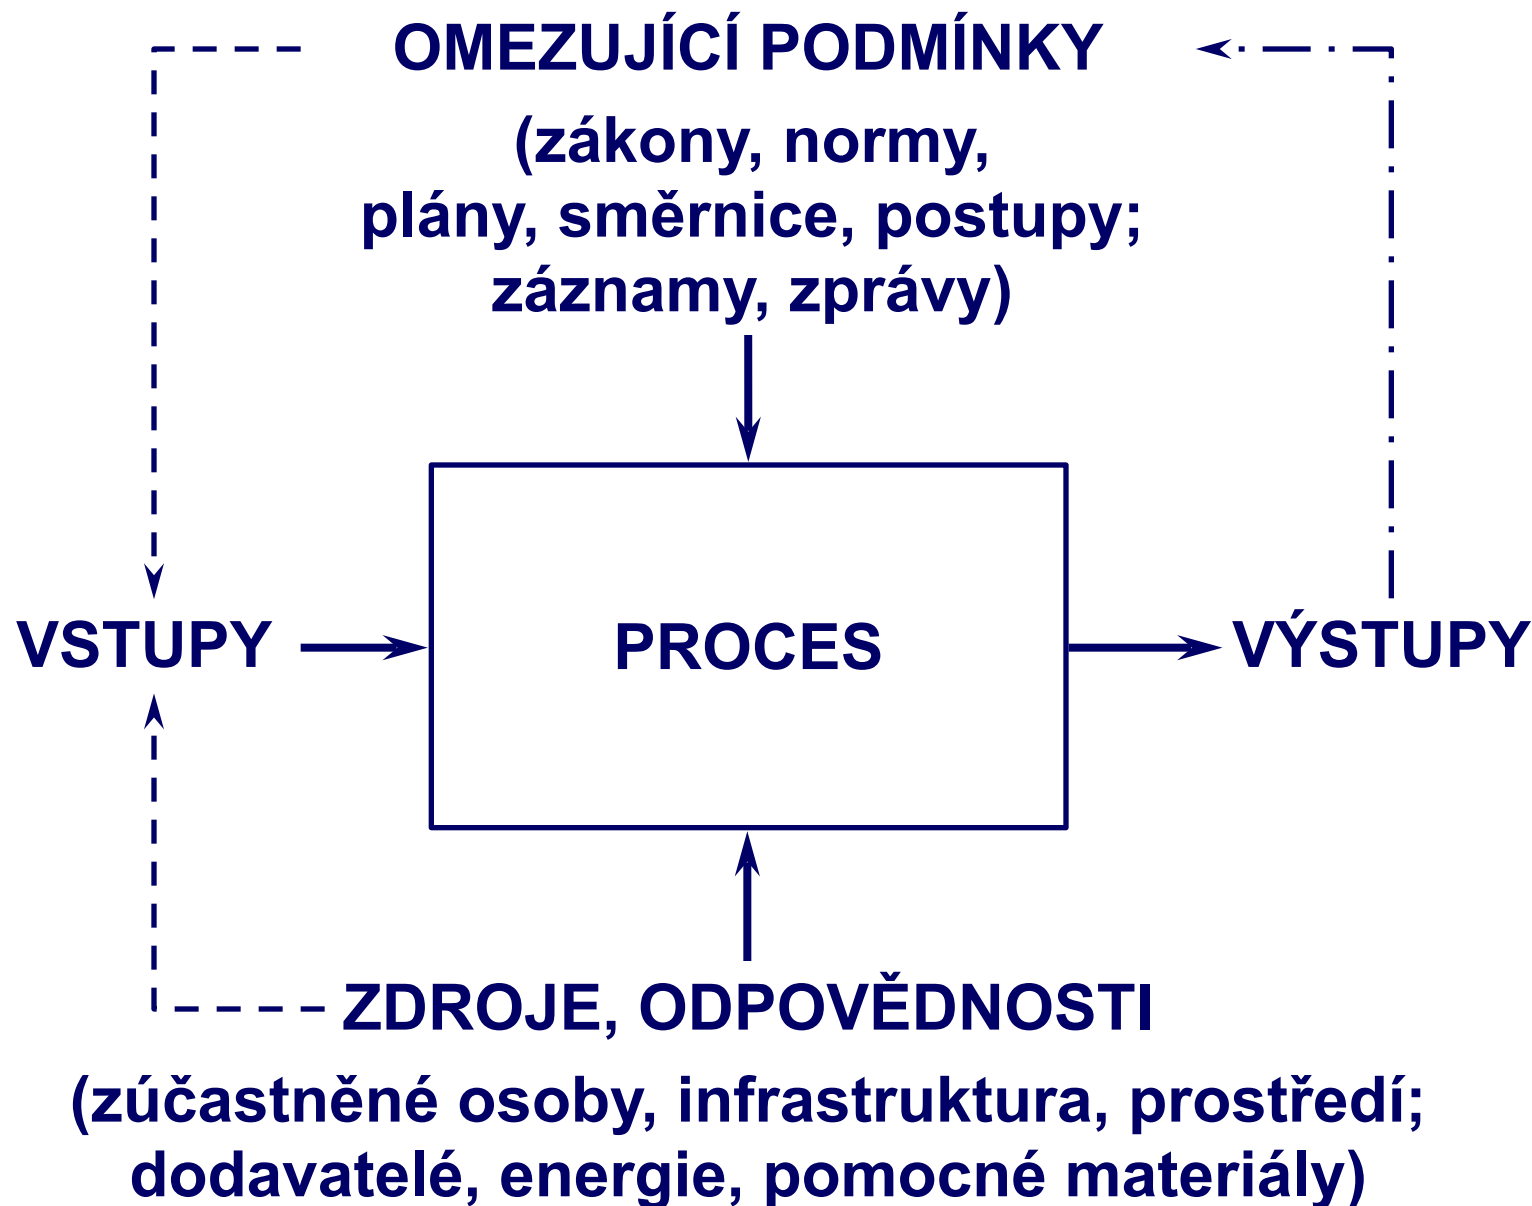 OMEZUJÍCÍ PODMÍNKY
(zákony, normy,
plány, směrnice, postupy;
záznamy, zprávy)
VSTUPY
PROCES
VÝSTUPY
ZDROJE, ODPOVĚDNOSTI
(zúčastněné osoby, infrastruktura, prostředí;
dodavatelé, energie, pomocné materiály)